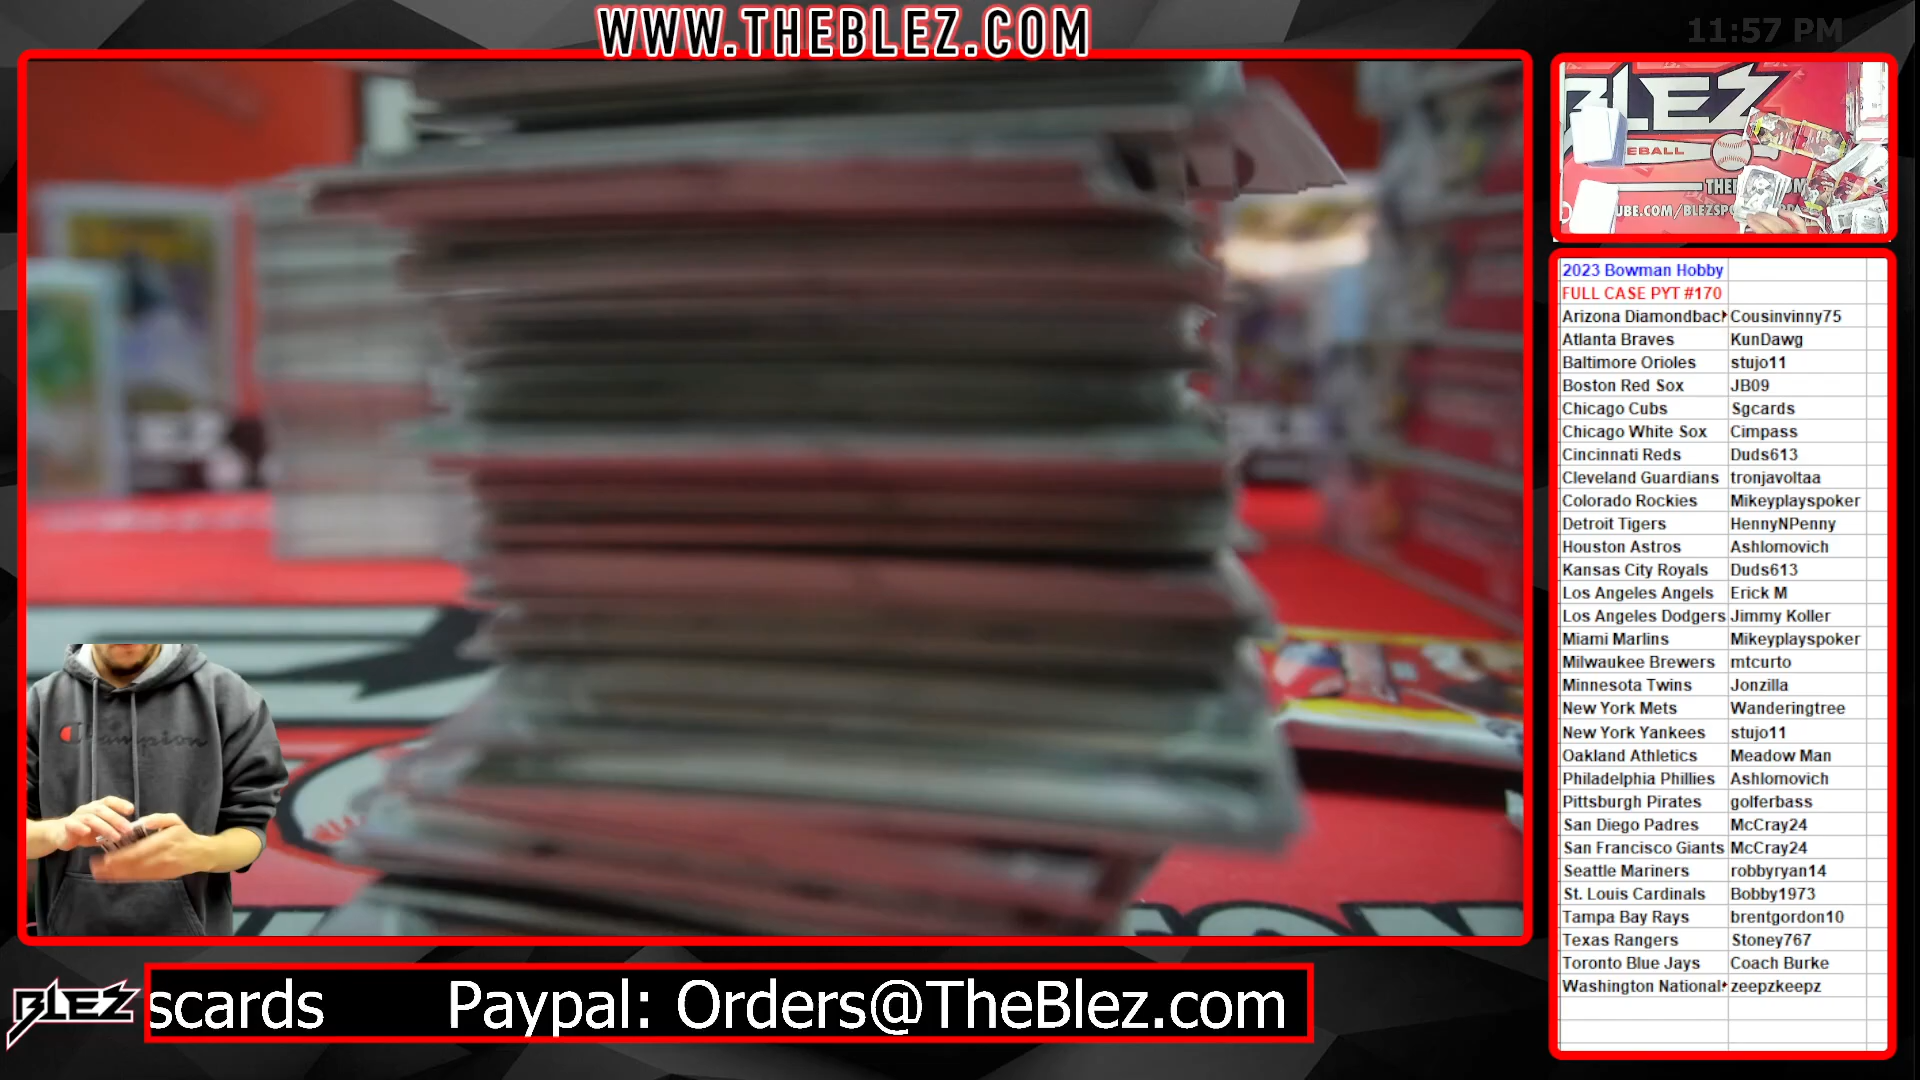 WWW.THEBLEZ.COM
11:57 PM
BLEZ
THE
UBE.COM/BLEZSP
2023 Bowman Hobby
FULL CASE PYT #170
Arizona Diamondbac Cousinvinny75
Atlanta Braves KunDawg
Baltimore Orioles stujo11
Boston Red Sox JB09
Chicago Cubs Sgcards
Chicago White Sox Cimpass
Cincinnati Reds Duds613
Cleveland Guardians tronjavoltaa
Colorado Rockies Mikeyplayspoker
Detroit Tigers HennyNPenny
Houston Astros Ashlomovich
Kansas City Royals Duds613
Los Angeles Angels Erick M
Los Angeles Dodgers Jimmy Koller
Miami Marlins Mikeyplayspoker
Milwaukee Brewers mtcurto
Minnesota Twins Jonzilla
New York Mets Wanderingtree
New York Yankees stujo11
Oakland Athletics Meadow Man
Philadelphia Phillies Ashlomovich
Pittsburgh Pirates golferbass
San Diego Padres McCray24
San Francisco Giants McCray24
Seattle Mariners robbyryan14
St. Louis Cardinals Bobby1973
Tampa Bay Rays brentgordon10
Texas Rangers Stoney767
Toronto Blue Jays Coach Burke
Washington National zeepzkeepz
Champion
BLEZ
scards Paypal: Orders@TheBlez.com